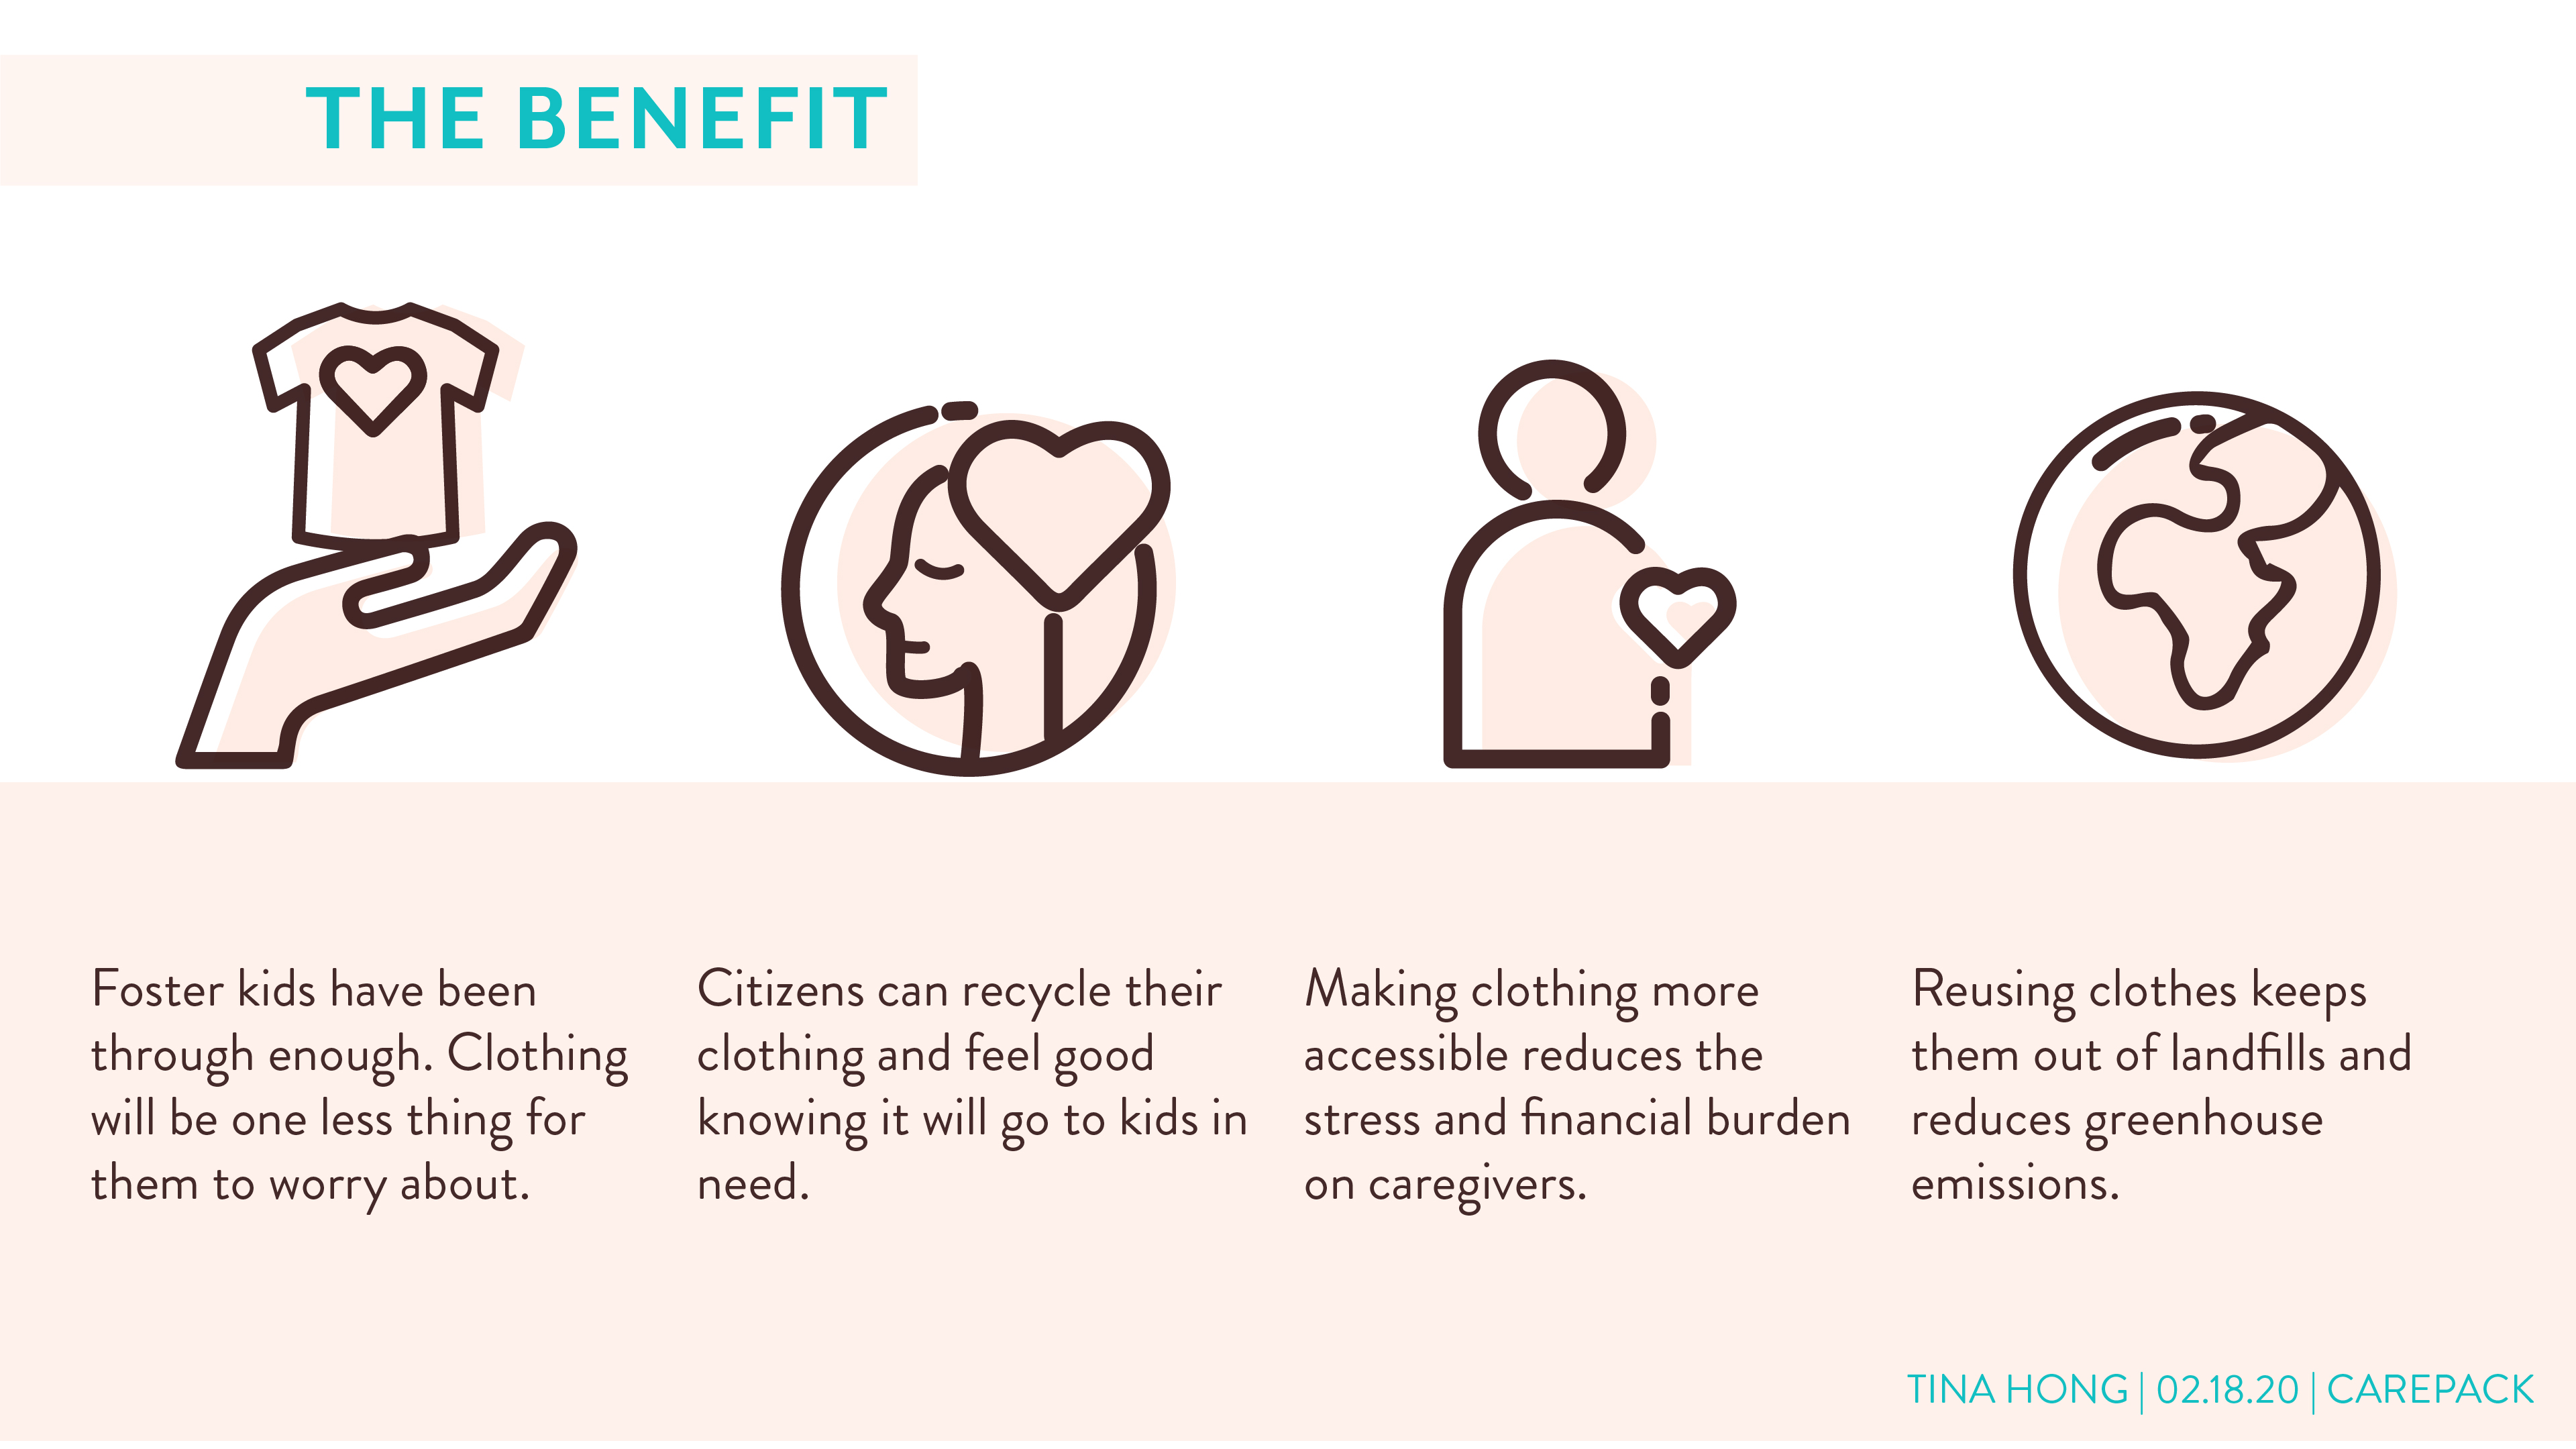 THE BENEFIT
Foster kids have been
through enough. Clothing
will be one less thing for
them to worry about.
Citizens can recycle their
clothing and feel good
knowing it will go to kids in
need.
Making clothing more
accessible reduces the
stress and financial burden
on caregivers.
Reusing clothes keeps
them out of landfills and
reduces greenhouse
emissions.
TINA HONG | 02.18.20 | CAREPACK